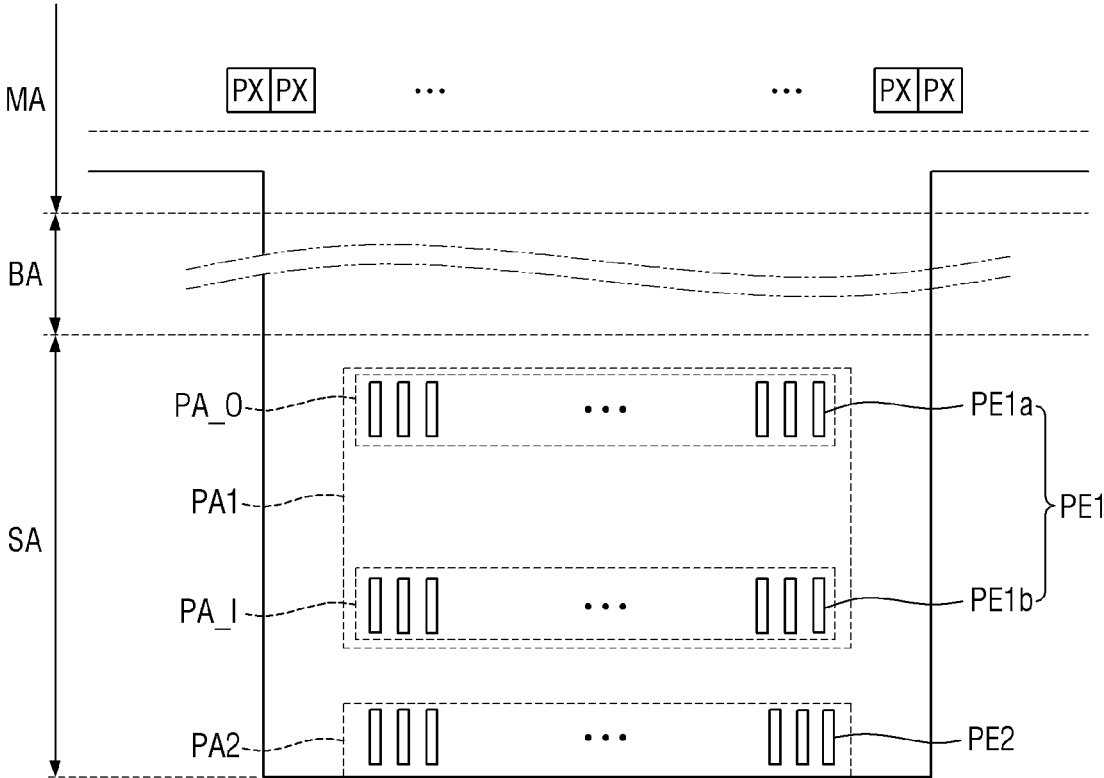 MA
PX PX ... ... PX PX
BA
SA
PA_O ... PE1a
PA1 PE1
PA_I ... PE1b
PA2 ... PE2